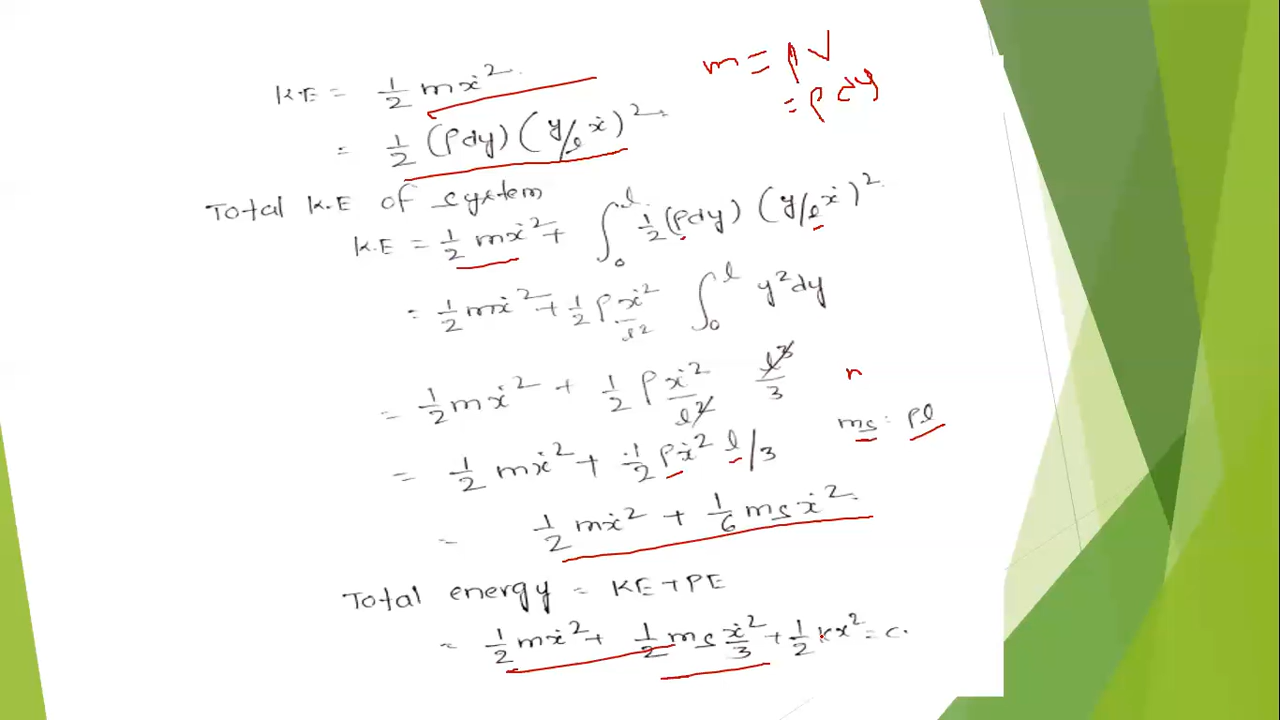 K.E = 1/2 mẋ².
m = ρV
= ρ dy
= 1/2 (ρdy) (y/l ẋ)².
Total K.E of system
K.E = 1/2 mẋ² + ∫₀ˡ 1/2 (ρdy) (y/l ẋ)².
= 1/2 mẋ² + 1/2 ρ ẋ²/l² ∫₀ˡ y² dy
= 1/2 mẋ² + 1/2 ρ ẋ²/l² l³/3
ms = ρl
= 1/2 mẋ² + 1/2 ρẋ² l/3
= 1/2 mẋ² + 1/6 ms ẋ².
Total energy = KE + PE
= 1/2 mẋ² + 1/2 ms ẋ²/3 + 1/2 kx² = c.